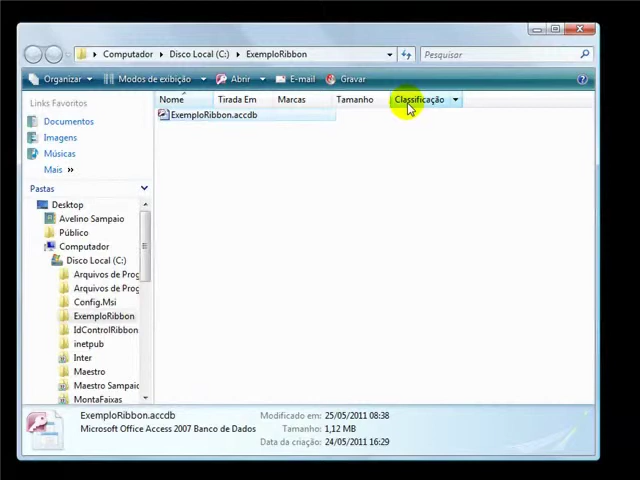 Computador Disco Local (C:) ExemploRibbon Pesquisar
Organizar Modos de exibição Abrir E-mail Gravar
Links Favoritos
Documentos
Imagens
Músicas
Mais »
Pastas
Desktop
Avelino Sampaio
Público
Computador
Disco Local (C:)
Arquivos de Prog
Arquivos de Prog
Config.Msi
ExemploRibbon
IdControlRibbon
inetpub
Inter
Maestro
Maestro Sampaio
MontaFaixas
Nome Tirada Em Marcas Tamanho Classificação
ExemploRibbon.accdb
ExemploRibbon.accdb Modificado em: 25/05/2011 08:38
Microsoft Office Access 2007 Banco de Dados Tamanho: 1,12 MB
Data da criação: 24/05/2011 16:29